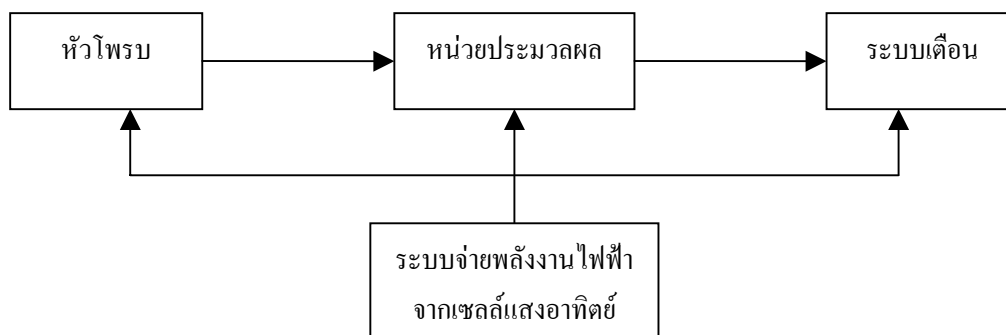 หัวโพรบ
หน่วยประมวลผล
ระบบเตือน
ระบบจ่ายพลังงานไฟฟ้า
จากเซลล์แสงอาทิตย์